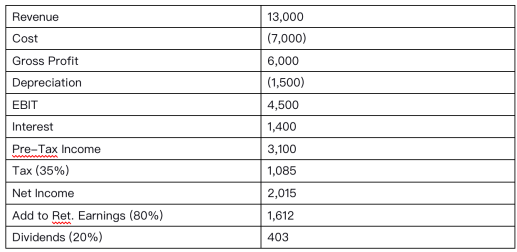 Revenue 13,000
Cost (7,000)
Gross Profit 6,000
Depreciation (1,500)
EBIT 4,500
Interest 1,400
Pre-Tax Income 3,100
Tax (35%) 1,085
Net Income 2,015
Add to Ret. Earnings (80%) 1,612
Dividends (20%) 403